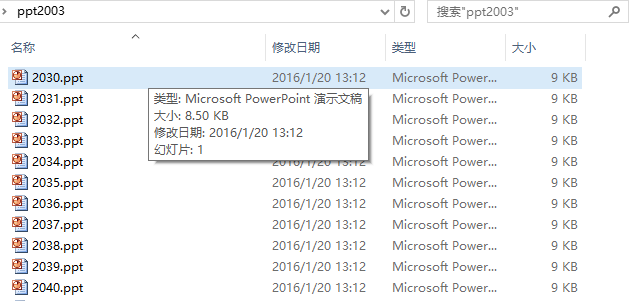 ppt2003
搜索"ppt2003"
名称 修改日期 类型 大小
2030.ppt 2016/1/20 13:12 Microsoft Power... 9 KB
2031.ppt Microsoft Power... 9 KB
类型: Microsoft PowerPoint 演示文稿
2032.ppt Microsoft Power... 9 KB
大小: 8.50 KB
修改日期: 2016/1/20 13:12
2033.ppt Microsoft Power... 9 KB
幻灯片: 1
2034.ppt 2016/1/20 13:12 Microsoft Power... 9 KB
2035.ppt 2016/1/20 13:12 Microsoft Power... 9 KB
2036.ppt 2016/1/20 13:12 Microsoft Power... 9 KB
2037.ppt 2016/1/20 13:12 Microsoft Power... 9 KB
2038.ppt 2016/1/20 13:12 Microsoft Power... 9 KB
2039.ppt 2016/1/20 13:12 Microsoft Power... 9 KB
2040.ppt 2016/1/20 13:12 Microsoft Power... 9 KB